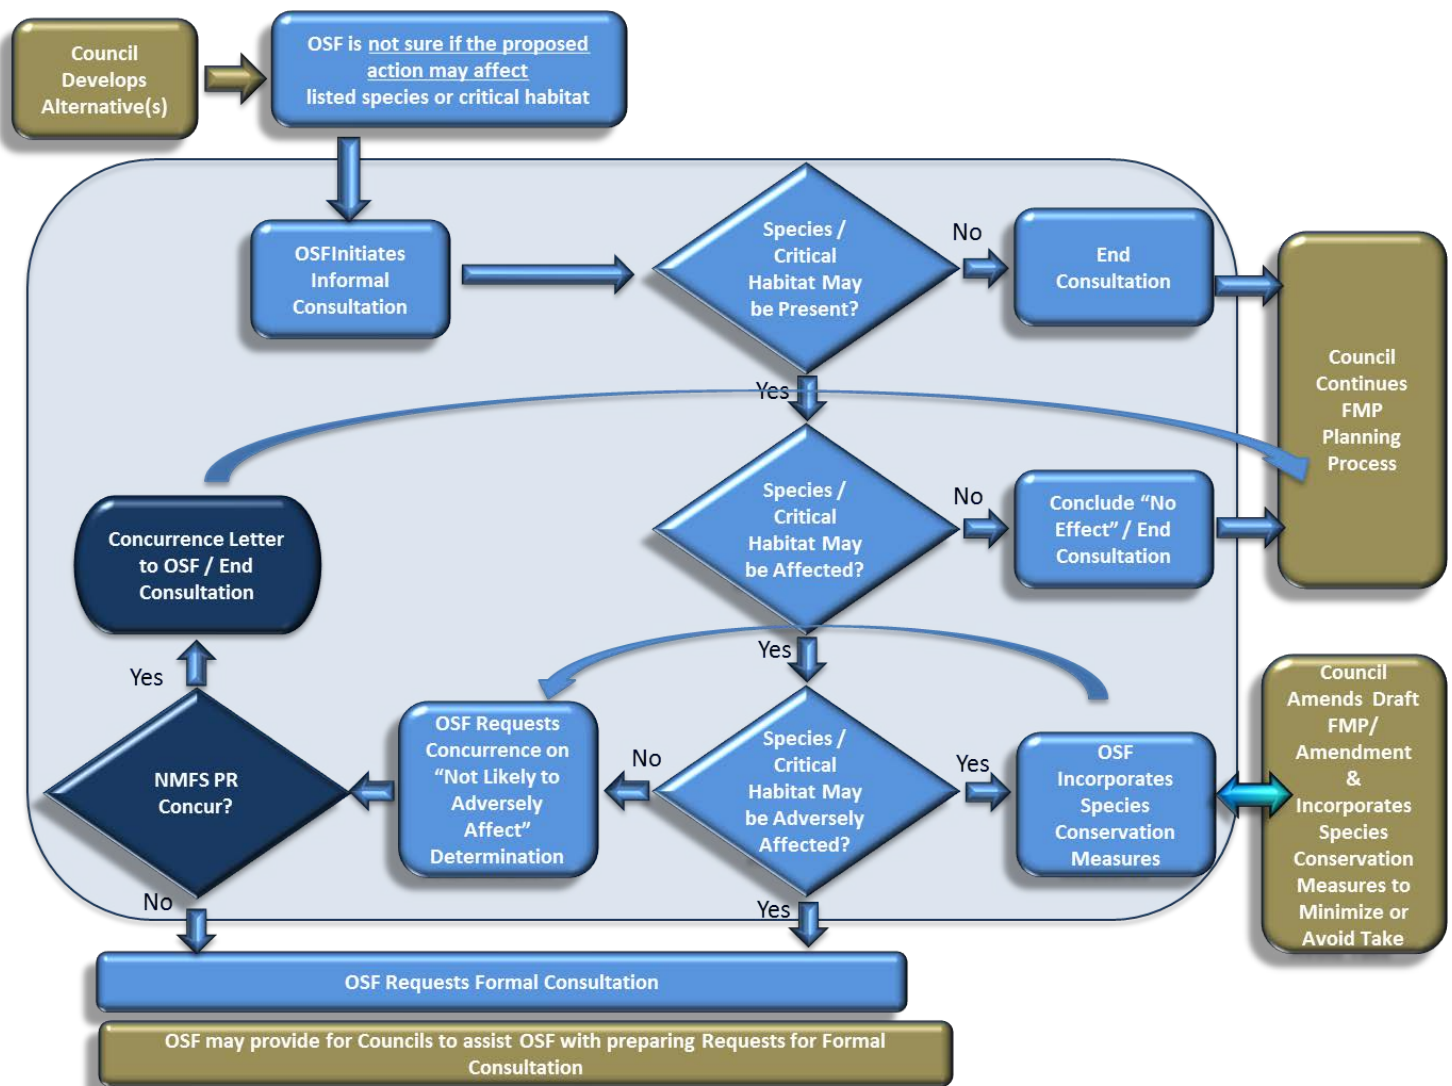 Council
Develops
Alternative(s)
OSF is not sure if the proposed
action may affect
listed species or critical habitat
OSFInitiates
Informal
Consultation
Species /
Critical
Habitat May
be Present?
No
End
Consultation
Council
Continues
FMP
Planning
Process
Yes
Species /
Critical
Habitat May
be Affected?
No
Conclude “No
Effect” / End
Consultation
Concurrence Letter
to OSF / End
Consultation
Yes
Yes
NMFS PR
Concur?
OSF Requests
Concurrence on
“Not Likely to
Adversely
Affect”
Determination
No
Species /
Critical
Habitat May
be Adversely
Affected?
Yes
OSF
Incorporates
Species
Conservation
Measures
Council
Amends Draft
FMP/
Amendment
&
Incorporates
Species
Conservation
Measures to
Minimize or
Avoid Take
No
Yes
OSF Requests Formal Consultation
OSF may provide for Councils to assist OSF with preparing Requests for Formal
Consultation